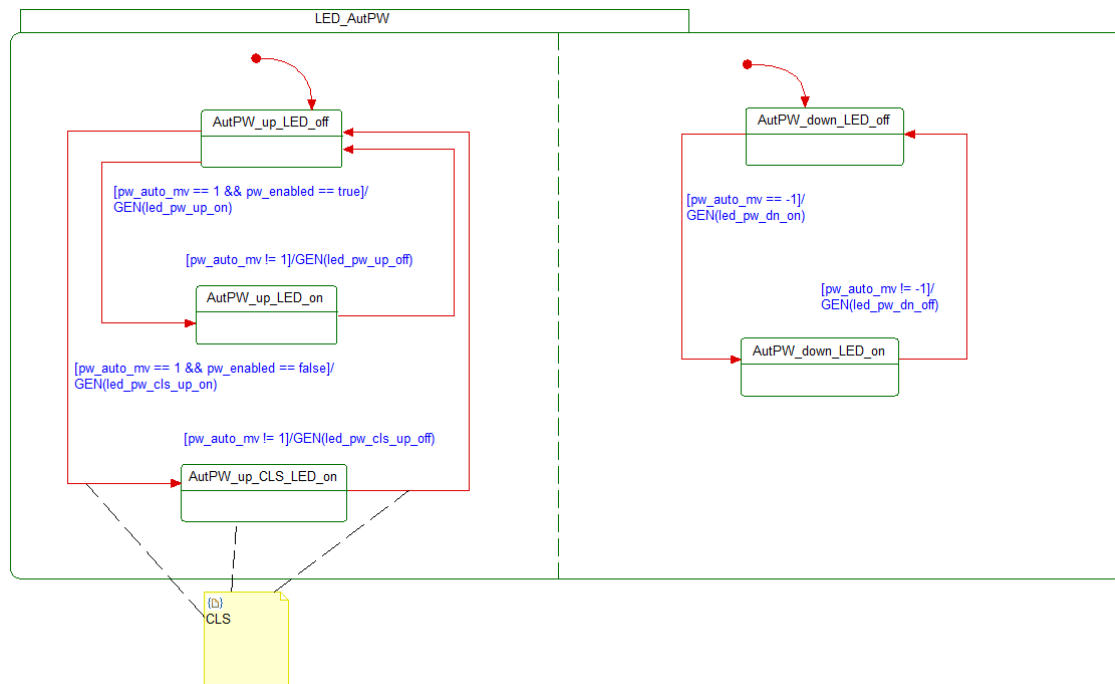 LED_AutPW
AutPW_up_LED_off
[pw_auto_mv == 1 && pw_enabled == true]/
GEN(led_pw_up_on)
[pw_auto_mv != 1]/GEN(led_pw_up_off)
AutPW_up_LED_on
[pw_auto_mv == 1 && pw_enabled == false]/
GEN(led_pw_cls_up_on)
[pw_auto_mv != 1]/GEN(led_pw_cls_up_off)
AutPW_up_CLS_LED_on
CLS
AutPW_down_LED_off
[pw_auto_mv == -1]/
GEN(led_pw_dn_on)
[pw_auto_mv != -1]/
GEN(led_pw_dn_off)
AutPW_down_LED_on